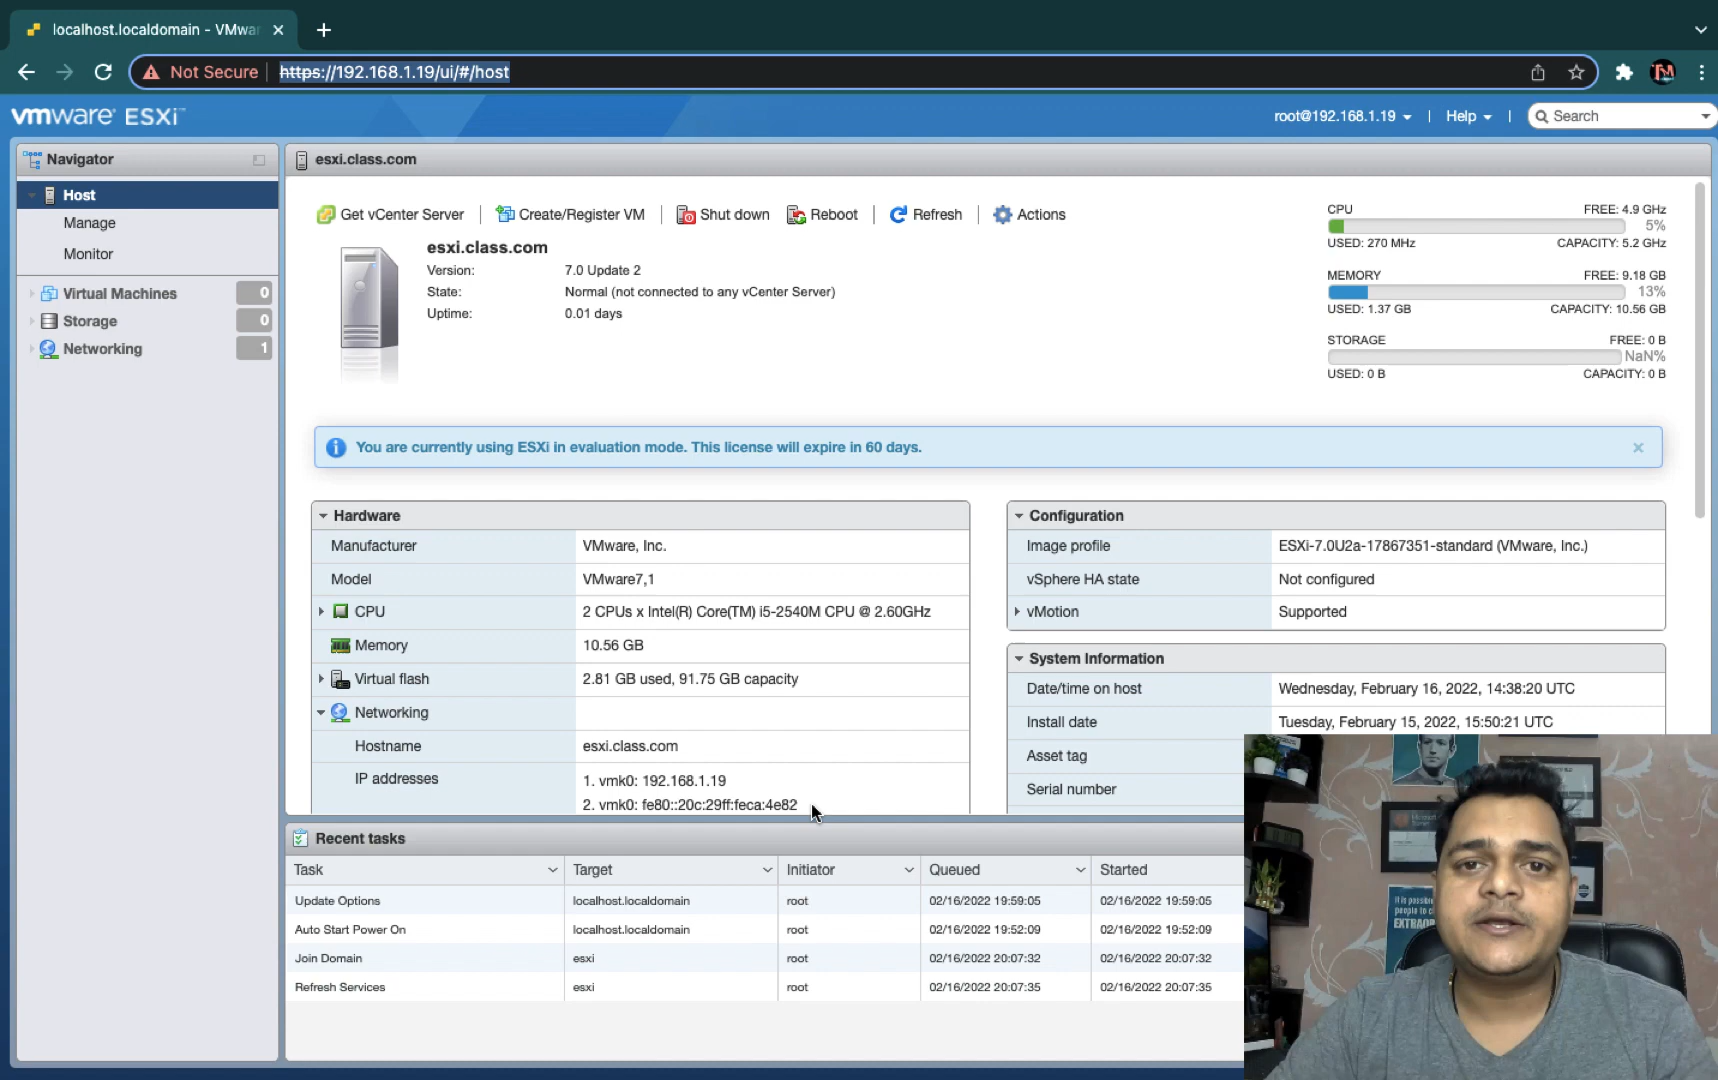 localhost.localdomain - VMwa
Not Secure
https://192.168.1.19/ui/#/host
vmware ESXi
root@192.168.1.19
Help
Search
Navigator
Host
Manage
Monitor
Virtual Machines 0
Storage 0
Networking 1
esxi.class.com
Get vCenter Server
Create/Register VM
Shut down
Reboot
Refresh
Actions
esxi.class.com
Version: 7.0 Update 2
State: Normal (not connected to any vCenter Server)
Uptime: 0.01 days
CPU FREE: 4.9 GHz
5%
USED: 270 MHz CAPACITY: 5.2 GHz
MEMORY FREE: 9.18 GB
13%
USED: 1.37 GB CAPACITY: 10.56 GB
STORAGE FREE: 0 B
NaN%
USED: 0 B CAPACITY: 0 B
You are currently using ESXi in evaluation mode. This license will expire in 60 days.
Hardware
Manufacturer VMware, Inc.
Model VMware7,1
CPU 2 CPUs x Intel(R) Core(TM) i5-2540M CPU @ 2.60GHz
Memory 10.56 GB
Virtual flash 2.81 GB used, 91.75 GB capacity
Networking
Hostname esxi.class.com
IP addresses 1. vmk0: 192.168.1.19
2. vmk0: fe80::20c:29ff:feca:4e82
Configuration
Image profile ESXi-7.0U2a-17867351-standard (VMware, Inc.)
vSphere HA state Not configured
vMotion Supported
System Information
Date/time on host Wednesday, February 16, 2022, 14:38:20 UTC
Install date Tuesday, February 15, 2022, 15:50:21 UTC
Asset tag
Serial number
Recent tasks
Task Target Initiator Queued Started
Update Options localhost.localdomain root 02/16/2022 19:59:05 02/16/2022 19:59:05
Auto Start Power On localhost.localdomain root 02/16/2022 19:52:09 02/16/2022 19:52:09
Join Domain esxi root 02/16/2022 20:07:32 02/16/2022 20:07:32
Refresh Services esxi root 02/16/2022 20:07:35 02/16/2022 20:07:35
It is possible
people to c
EXTRAO